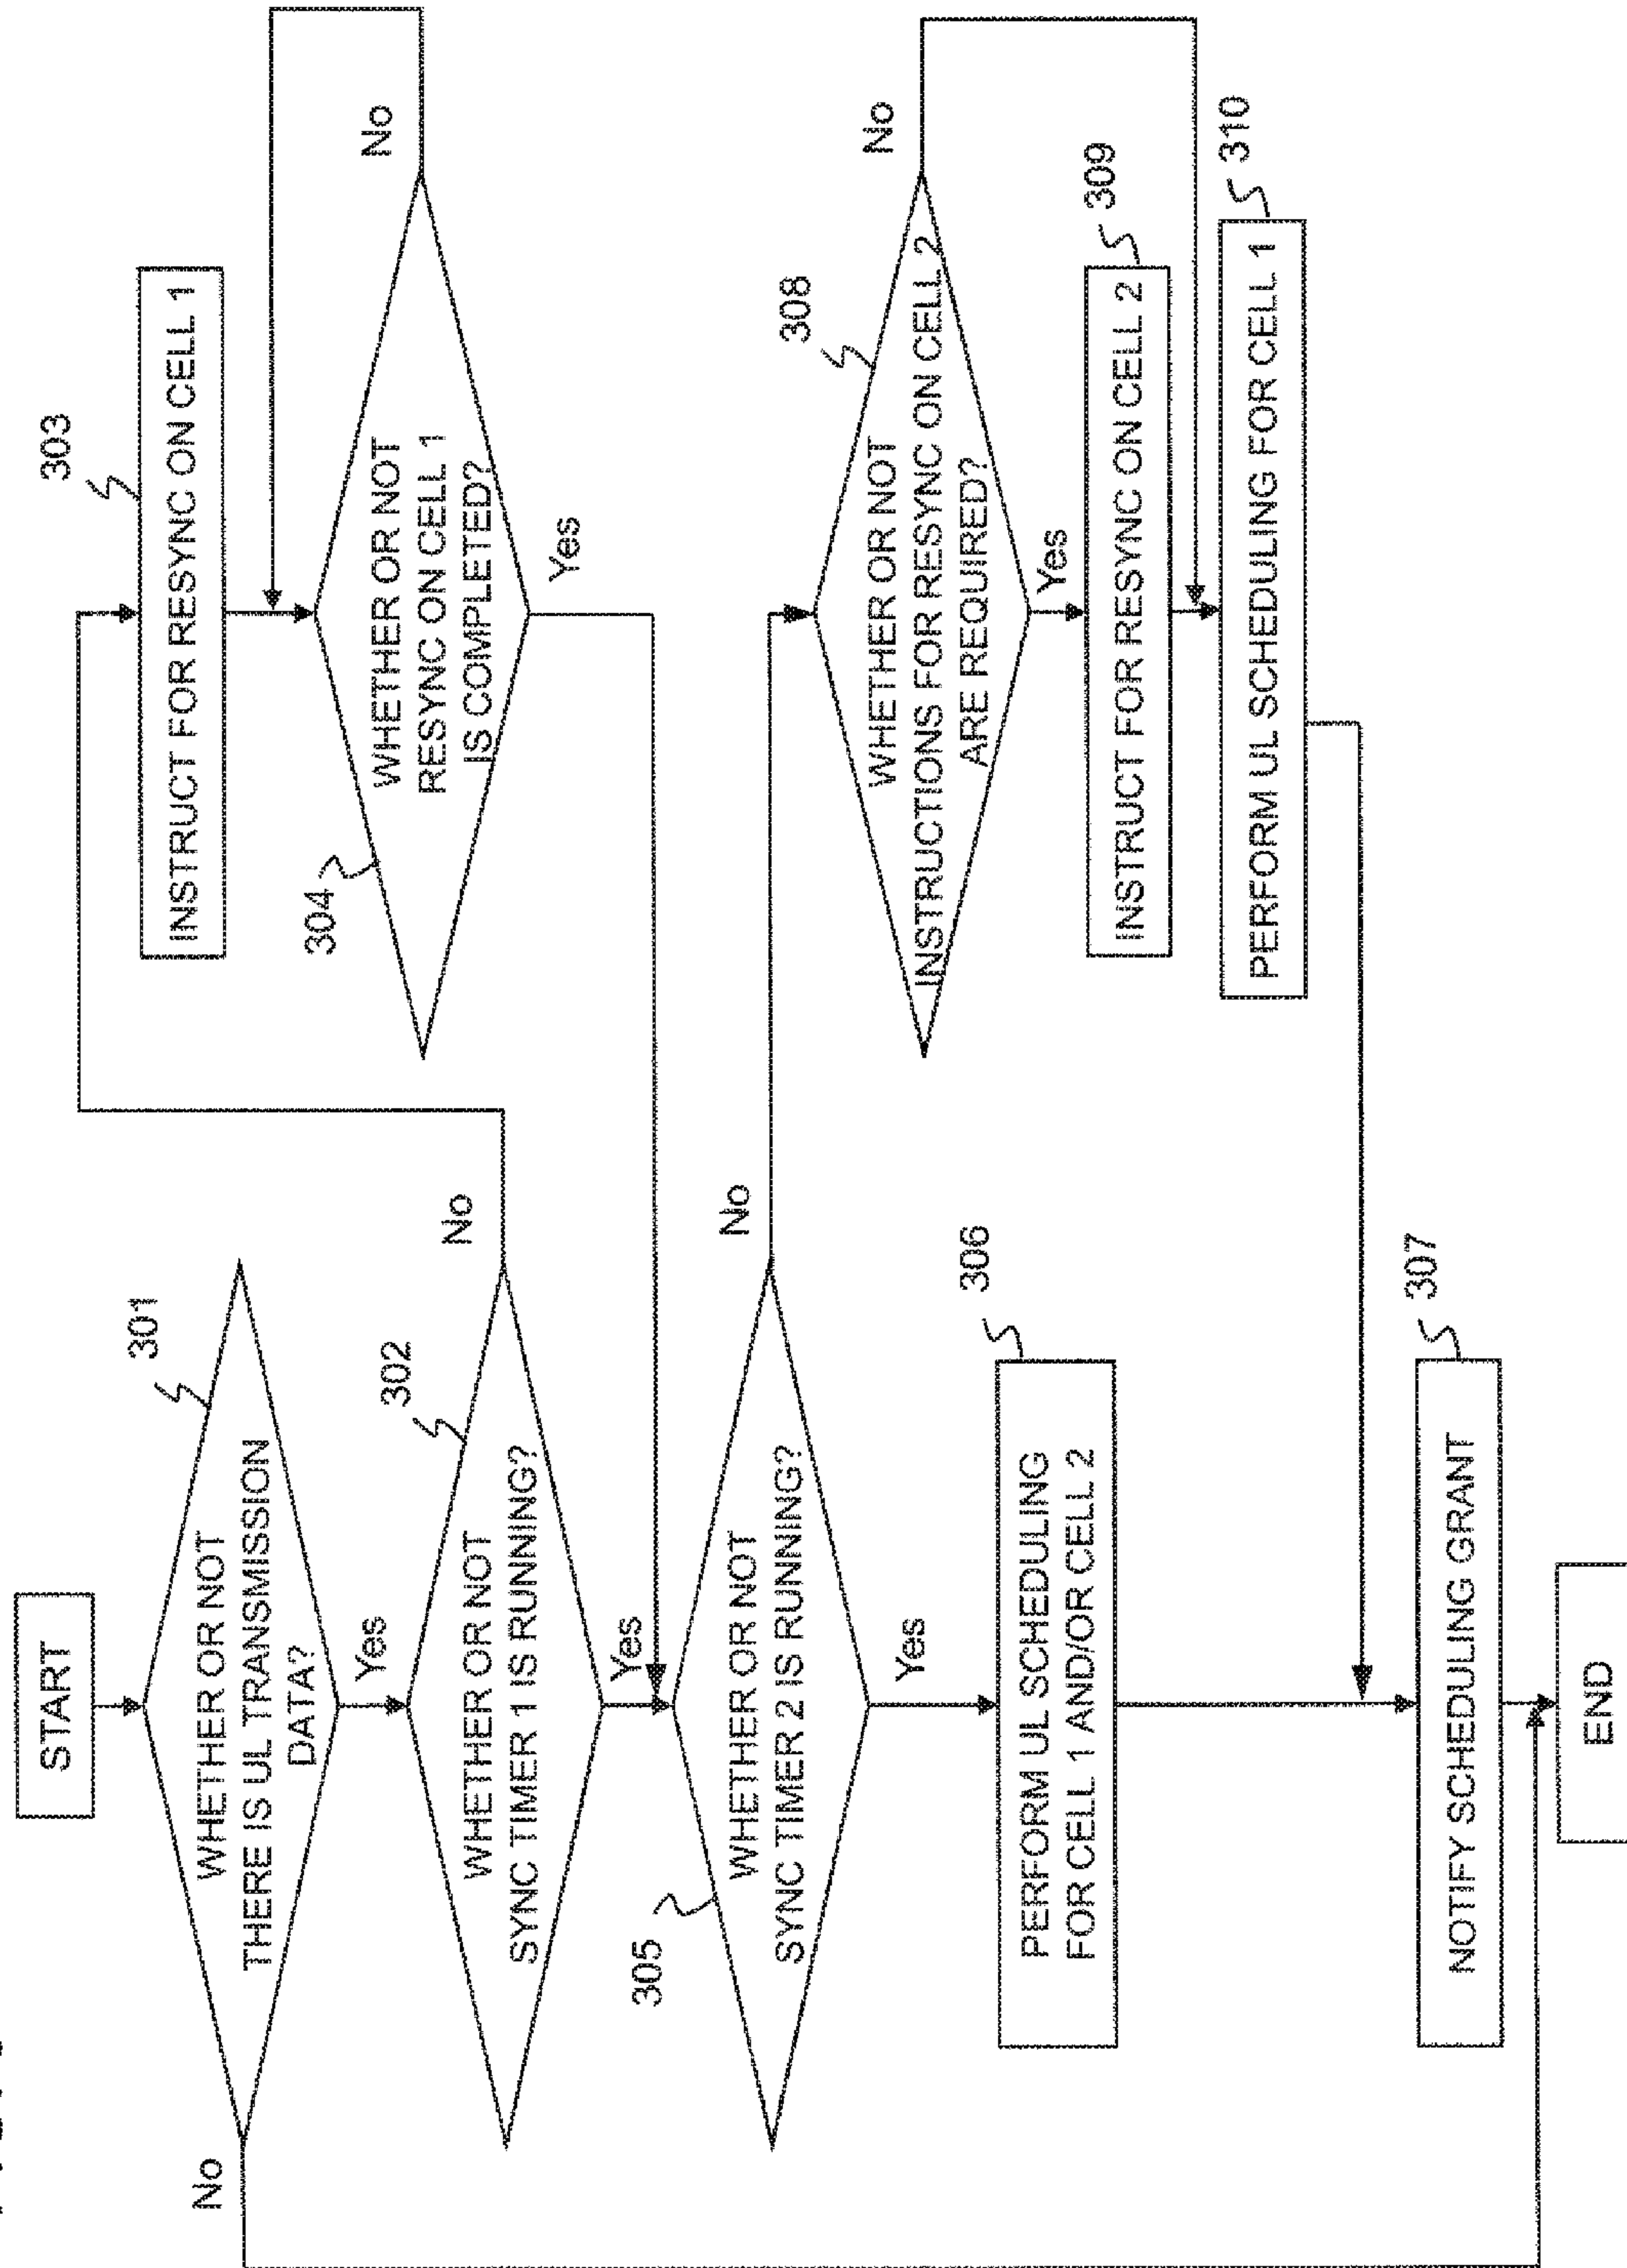 START
301
WHETHER OR NOT
THERE IS UL TRANSMISSION
DATA?
No
Yes
302
WHETHER OR NOT
SYNC TIMER 1 IS RUNNING?
No
Yes
303
INSTRUCT FOR RESYNC ON CELL 1
304
WHETHER OR NOT
RESYNC ON CELL 1
IS COMPLETED?
No
Yes
305
WHETHER OR NOT
SYNC TIMER 2 IS RUNNING?
No
Yes
306
PERFORM UL SCHEDULING
FOR CELL 1 AND/OR CELL 2
307
NOTIFY SCHEDULING GRANT
END
308
WHETHER OR NOT
INSTRUCTIONS FOR RESYNC ON CELL 2
ARE REQUIRED?
No
Yes
309
INSTRUCT FOR RESYNC ON CELL 2
310
PERFORM UL SCHEDULING FOR CELL 1